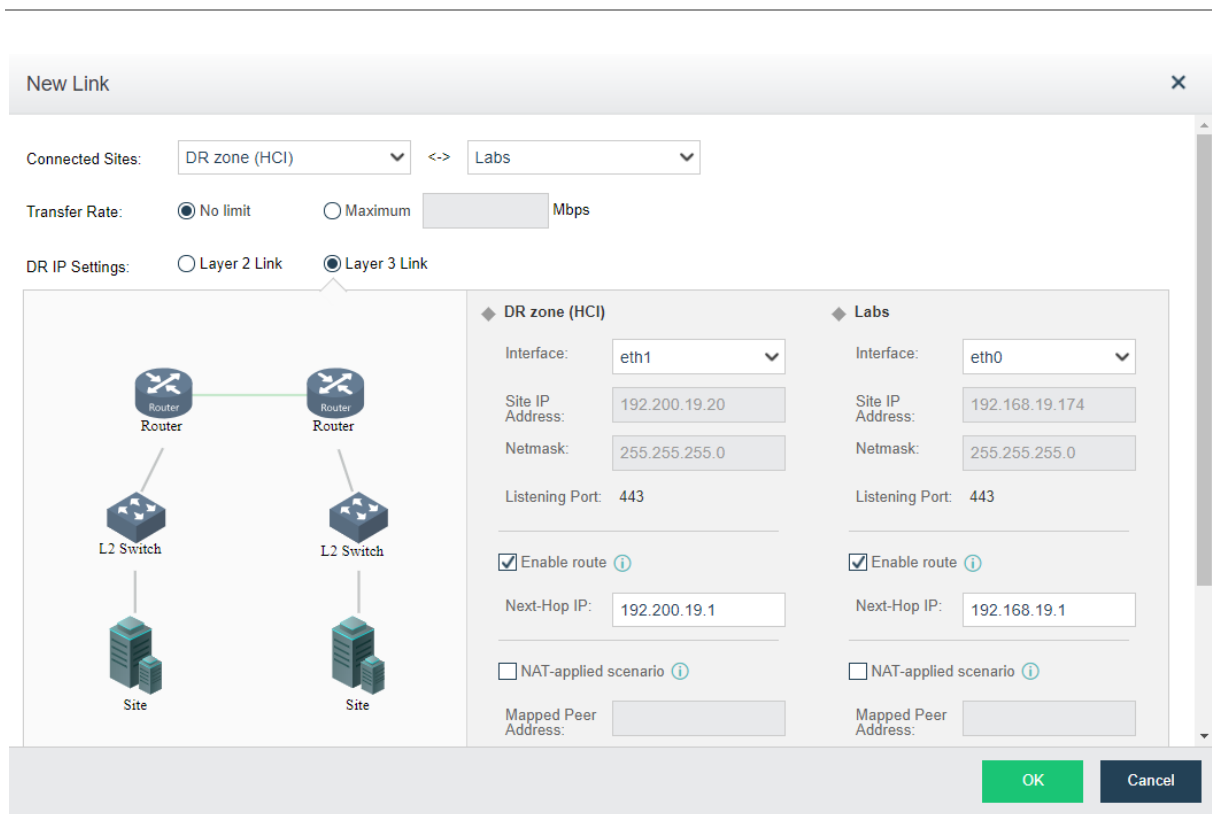 New Link
Connected Sites: DR zone (HCI) <-> Labs
Transfer Rate: No limit Maximum Mbps
DR IP Settings: Layer 2 Link Layer 3 Link
Router
Router
Router
Router
L2 Switch
L2 Switch
Site
Site
DR zone (HCI)
Interface: eth1
Site IP
Address:
192.200.19.20
Netmask: 255.255.255.0
Listening Port: 443
Enable route
Next-Hop IP: 192.200.19.1
NAT-applied scenario
Mapped Peer
Address:
Labs
Interface: eth0
Site IP
Address:
192.168.19.174
Netmask: 255.255.255.0
Listening Port: 443
Enable route
Next-Hop IP: 192.168.19.1
NAT-applied scenario
Mapped Peer
Address:
OK
Cancel